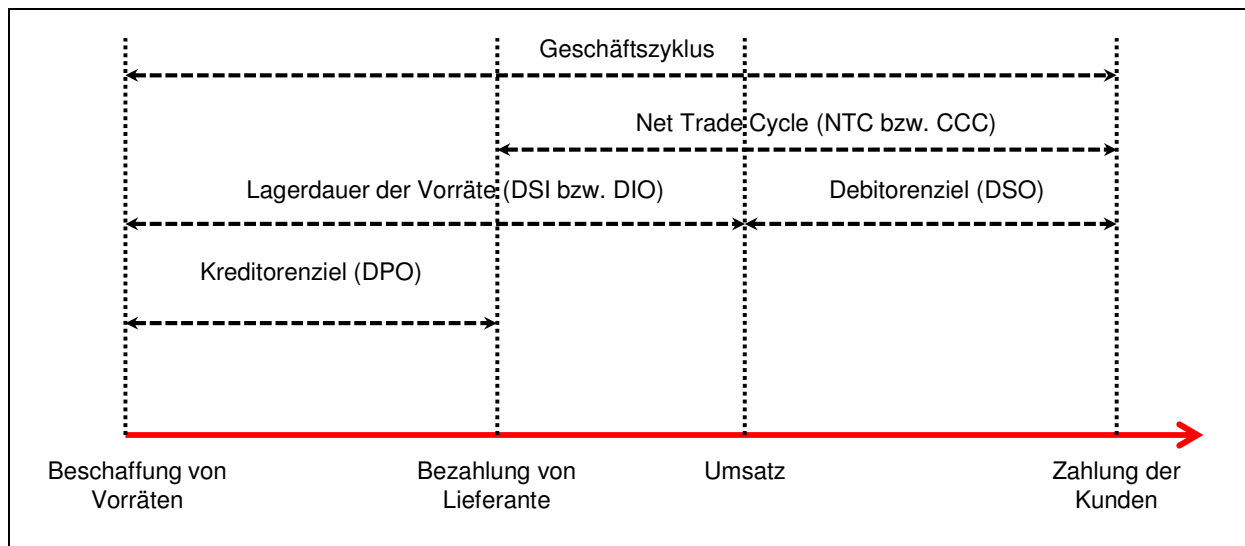 Geschäftszyklus
Net Trade Cycle (NTC bzw. CCC)
Lagerdauer der Vorräte (DSI bzw. DIO)
Debitorenziel (DSO)
Kreditorenziel (DPO)
Beschaffung von
Vorräten
Bezahlung von
Lieferante
Umsatz
Zahlung der
Kunden